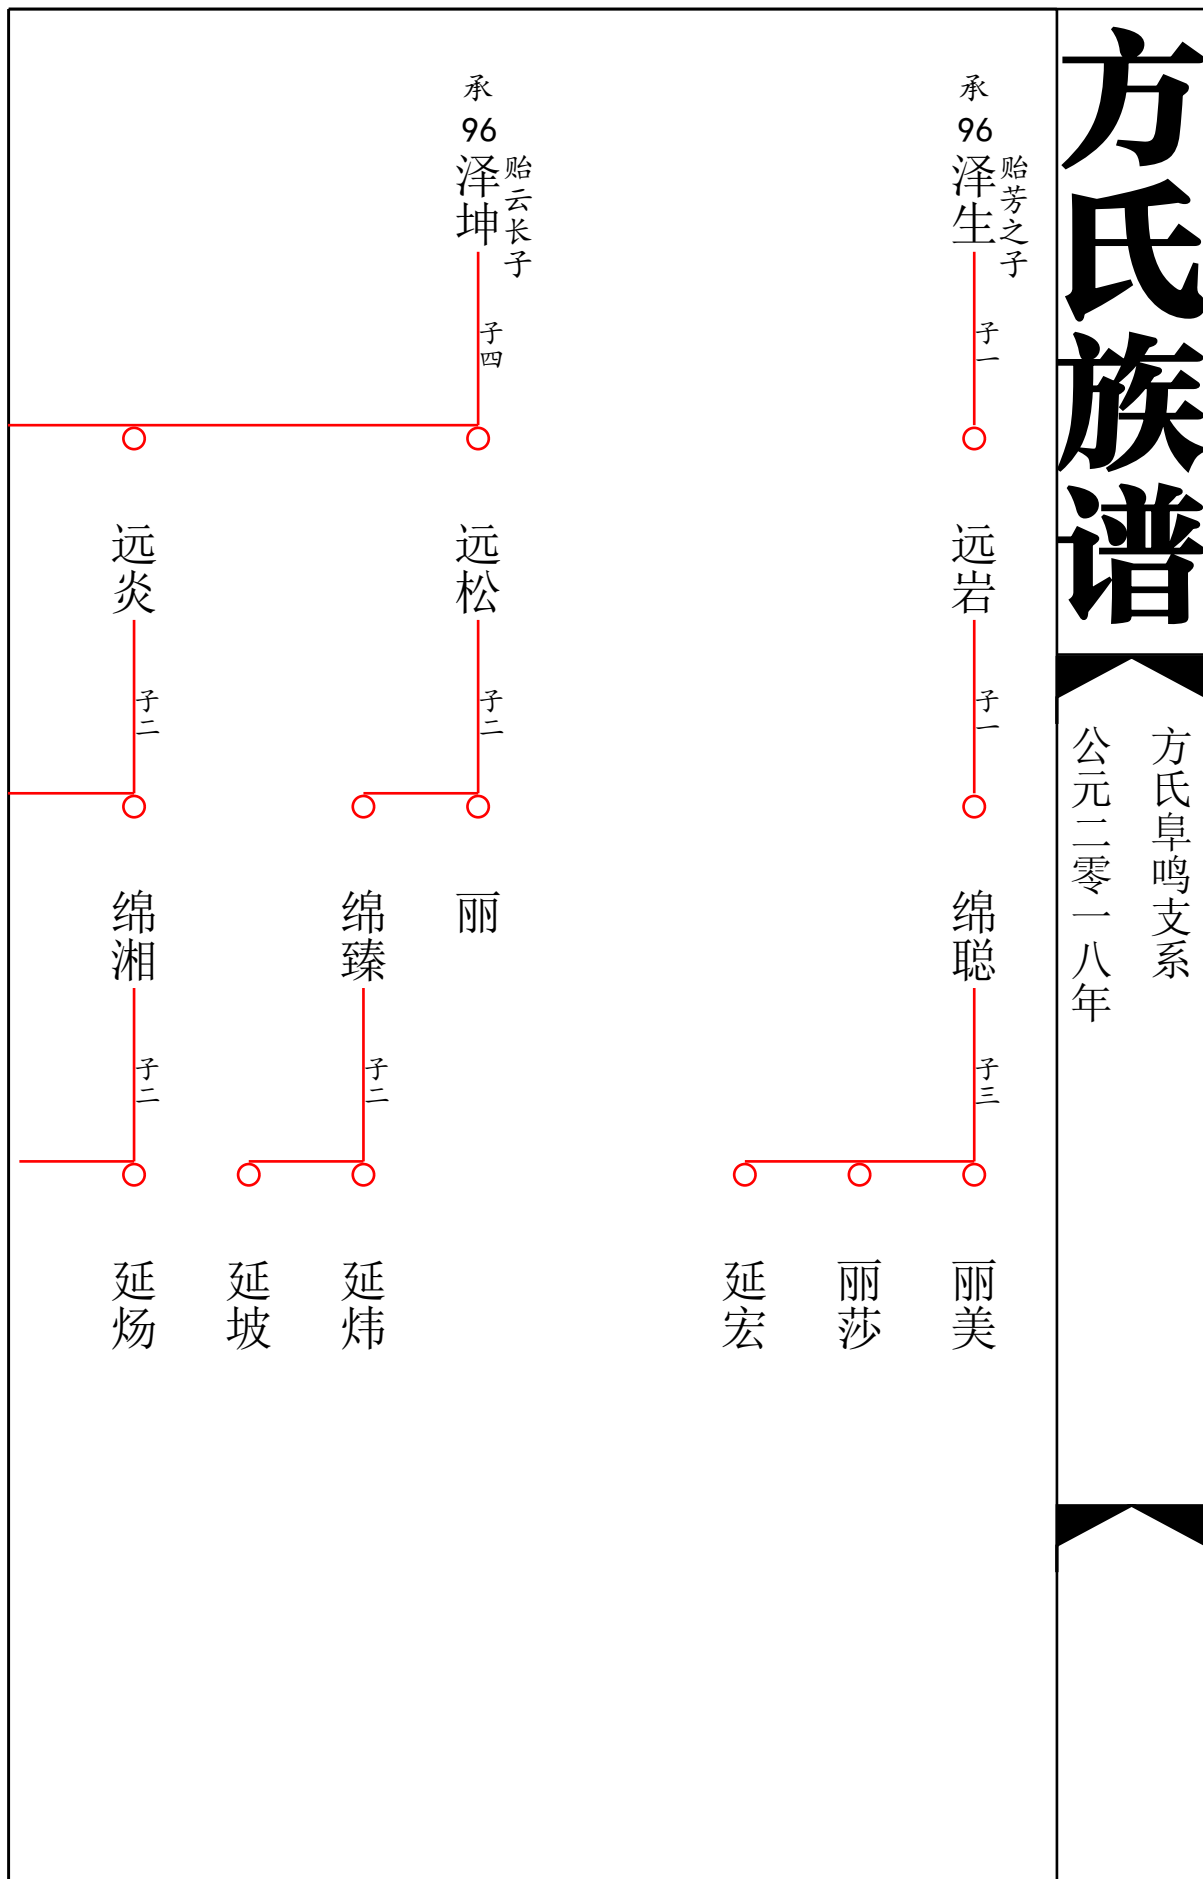 方氏族谱
方氏阜鸣支系
公元二零一八年
承
96
泽生
贻芳之子
子一
远岩
子一
绵聪
子三
丽美
丽莎
延宏
承
96
泽坤
贻云长子
子四
远松
子二
丽
绵臻
子二
延炜
延坡
远炎
子二
绵湘
子二
延炀